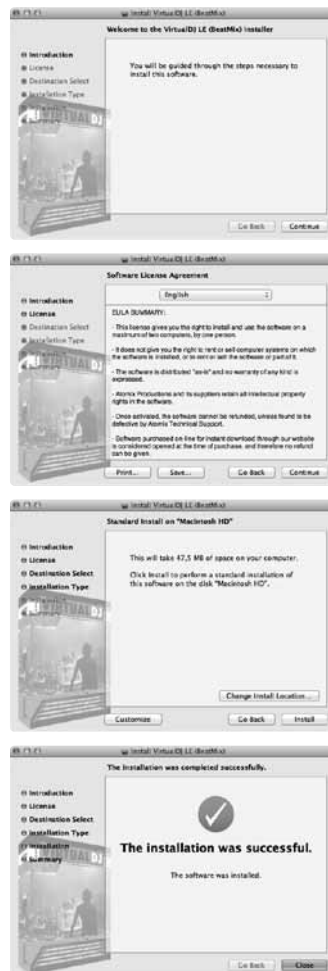 Install VirtualDJ LE (BeatMix)
Welcome to the VirtualDJ LE (BeatMix) Installer
Introduction
License
Destination Select
Installation Type
Summary
You will be guided through the steps necessary to
install this software.
VIRTUAL DJ
Go Back
Continue
Install VirtualDJ LE (BeatMix)
Software License Agreement
English
Introduction
License
Destination Select
Installation Type
EULA SUMMARY:
- This license gives you the right to install and use the software on a
maximum of two computers, by one person.
- It does not give you the right to rent or sell computer systems on which
the software is installed, or to rent or sell the software or part of it.
- The software is distributed "as-is" and no warranty of any kind is
expressed.
- Atomix Productions and its suppliers retain all intellectual property
rights in the software.
- Once activated, the software cannot be refunded, unless found to be
defective by Atomix Technical Support.
- Software purchased on line for instant download through our website
is considered opened at the time of purchase, and therefore no refund
can be given.
VIRTUAL DJ
Print...
Save...
Go Back
Continue
Install VirtualDJ LE (BeatMix)
Standard Install on "Macintosh HD"
Introduction
License
Destination Select
Installation Type
This will take 47,5 MB of space on your computer.
Click Install to perform a standard installation of
this software on the disk "Macintosh HD".
VIRTUAL DJ
Change Install Location...
Customize
Go Back
Install
Install VirtualDJ LE (BeatMix)
The installation was completed successfully.
Introduction
License
Destination Select
Installation Type
Installation
Summary
VIRTUAL DJ
The installation was successful.
The software was installed.
Go Back
Close